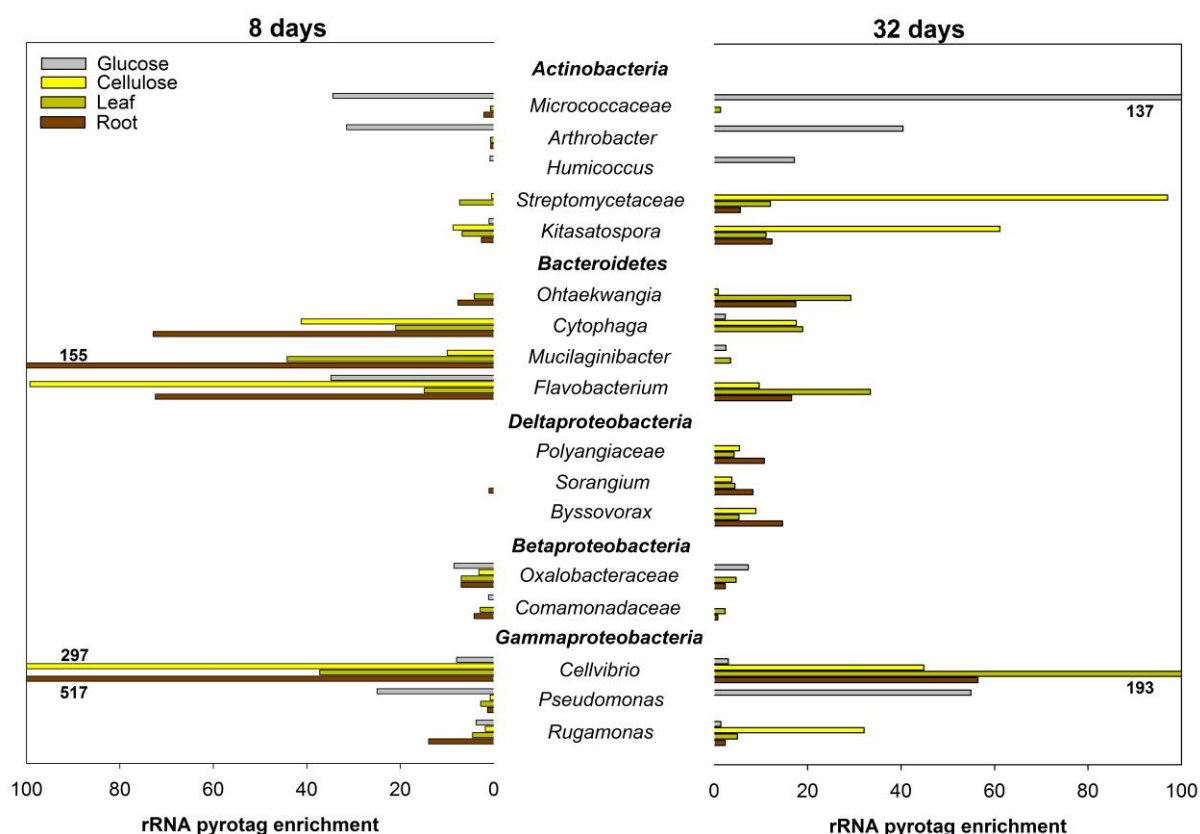 8 days
32 days
Glucose
Cellulose
Leaf
Root
Actinobacteria
Micrococcaceae
137
Arthrobacter
Humicoccus
Streptomycetaceae
Kitasatospora
Bacteroidetes
Ohtaekwangia
Cytophaga
155
Mucilaginibacter
Flavobacterium
Deltaproteobacteria
Polyangiaceae
Sorangium
Byssovorax
Betaproteobacteria
Oxalobacteraceae
Comamonadaceae
Gammaproteobacteria
297
Cellvibrio
517
193
Pseudomonas
Rugamonas
100 80 60 40 20 0
0 20 40 60 80 100
rRNA pyrotag enrichment
rRNA pyrotag enrichment